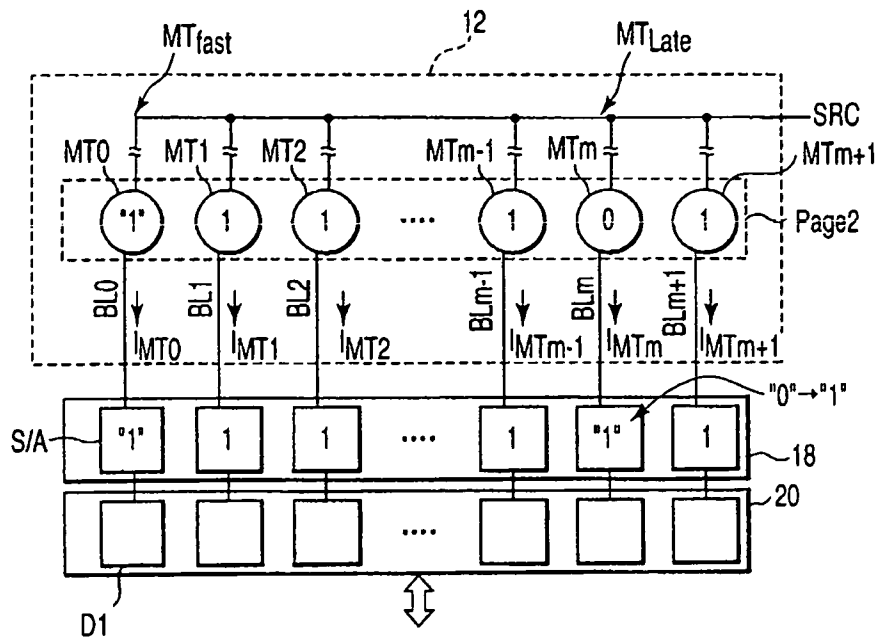 12
MTfast
MTLate
SRC
MT0 MT1 MT2 MTm-1 MTm MTm+1
"1" 1 1 .... 1 0 1
Page2
BL0 BL1 BL2 BLm-1 BLm BLm+1
IMT0 IMT1 IMT2 IMTm-1 IMTm IMTm+1
"0"→"1"
S/A "1" 1 1 .... 1 "1" 1
18
20
....
D1